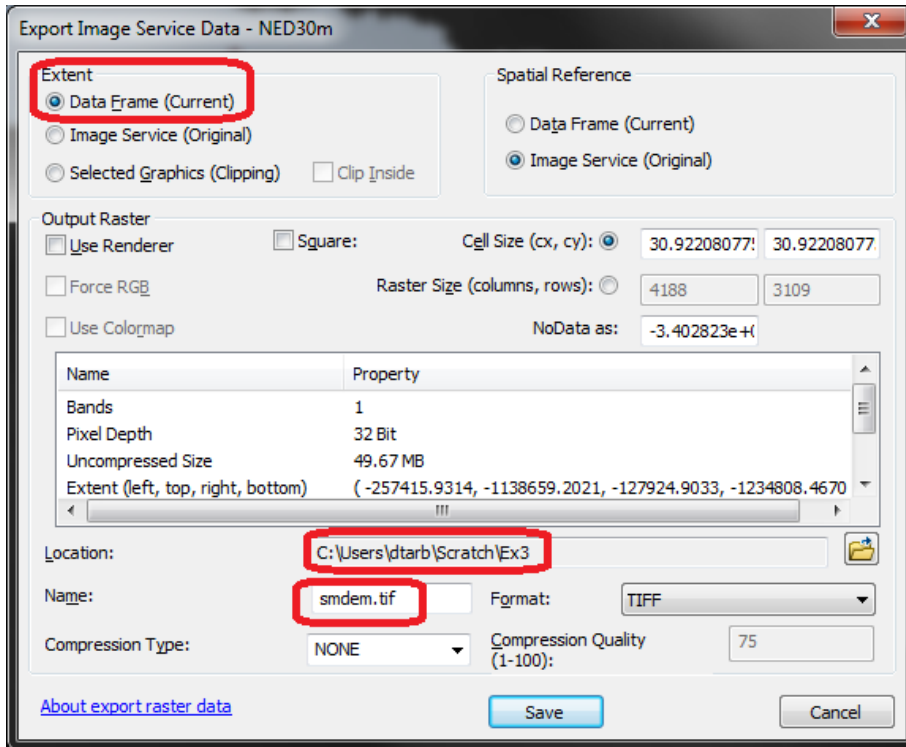 Export Image Service Data - NED30m
x
Extent
Data Frame (Current)
Image Service (Original)
Selected Graphics (Clipping)
Clip Inside
Spatial Reference
Data Frame (Current)
Image Service (Original)
Output Raster
Use Renderer
Square:
Cell Size (cx, cy):
30.922080775
30.92208077
Force RGB
Raster Size (columns, rows):
4188
3109
Use Colormap
NoData as:
-3.402823e+(
Name Property
Bands 1
Pixel Depth 32 Bit
Uncompressed Size 49.67 MB
Extent (left, top, right, bottom) ( -257415.9314, -1138659.2021, -127924.9033, -1234808.4670
Location:
C:\Users\dtarb\Scratch\Ex3
Name:
smdem.tif
Format:
TIFF
Compression Type:
NONE
Compression Quality
(1-100):
75
About export raster data
Save
Cancel